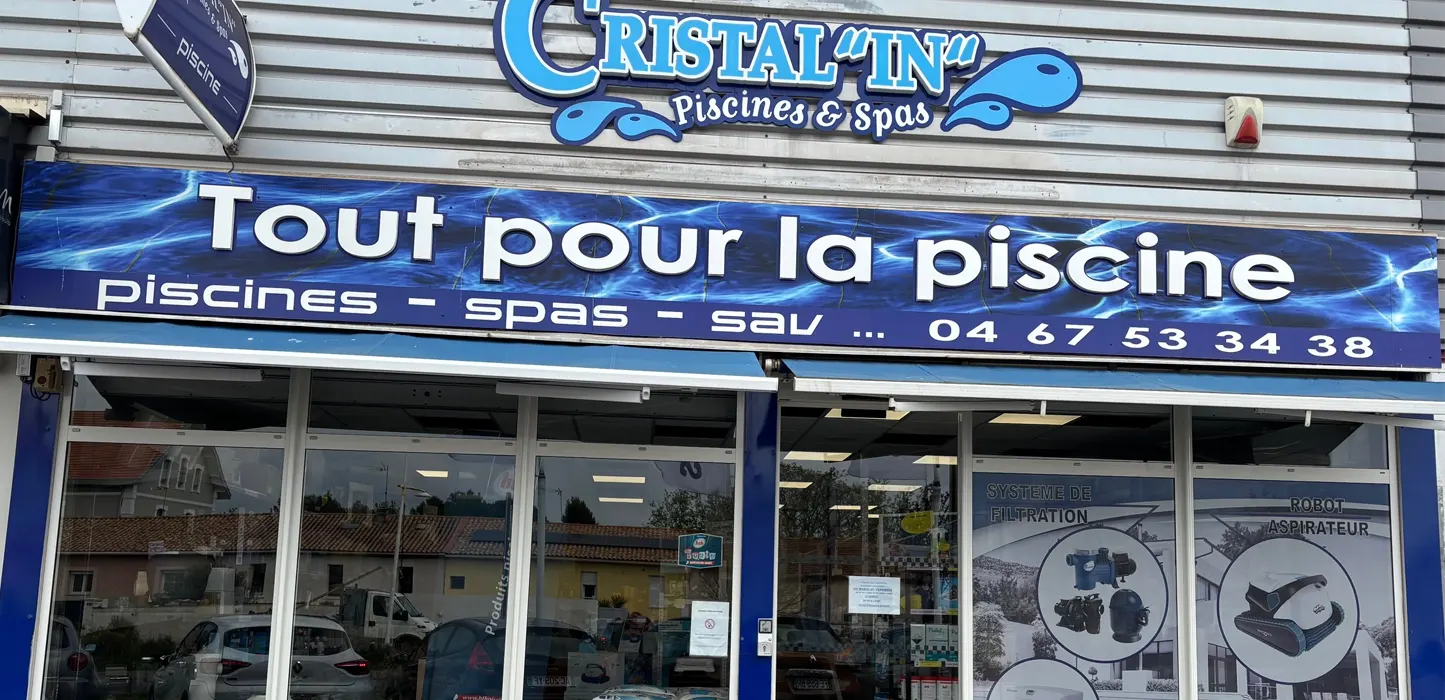 piscine
CRISTAL"IN"
Piscines & Spas
Tout pour la piscine
piscines - spas - sav ... 04 67 53 34 38
SYSTEME DE
FILTRATION
ROBOT
ASPIRATEUR